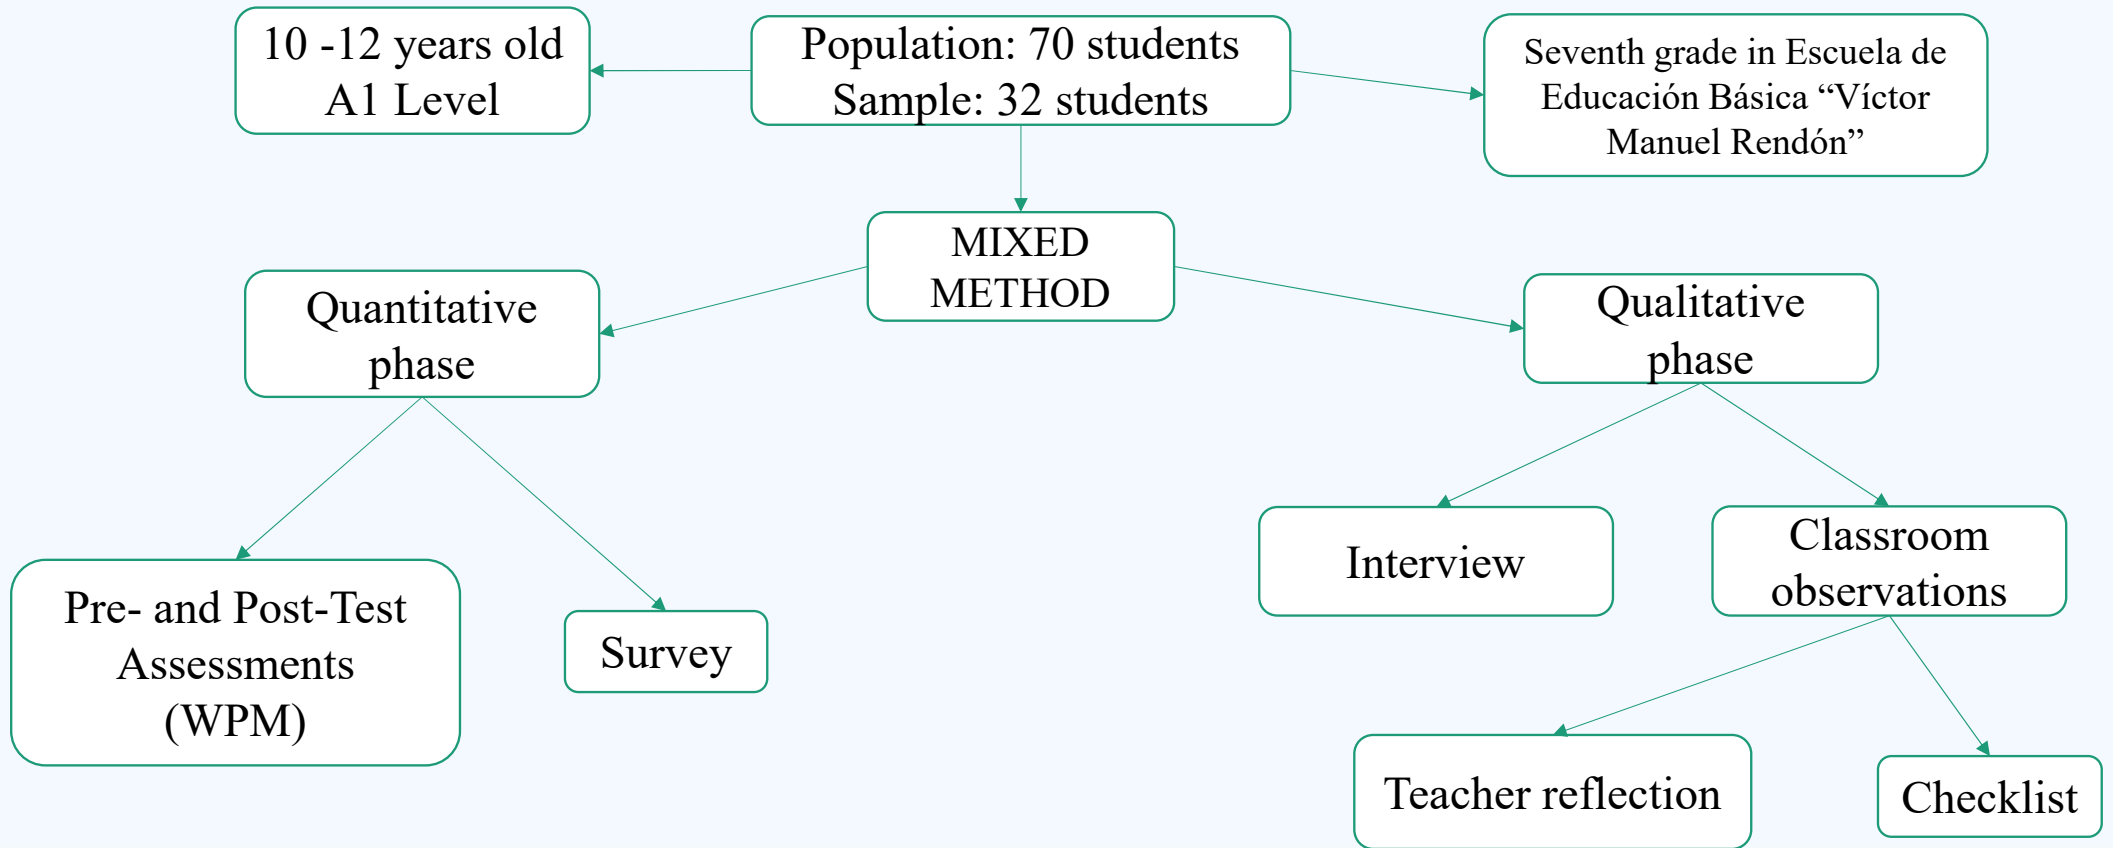 10 -12 years old
A1 Level
Population: 70 students
Sample: 32 students
Seventh grade in Escuela de
Educación Básica “Víctor
Manuel Rendón”
MIXED
METHOD
Quantitative
phase
Qualitative
phase
Pre- and Post-Test
Assessments
(WPM)
Survey
Interview
Classroom
observations
Teacher reflection
Checklist